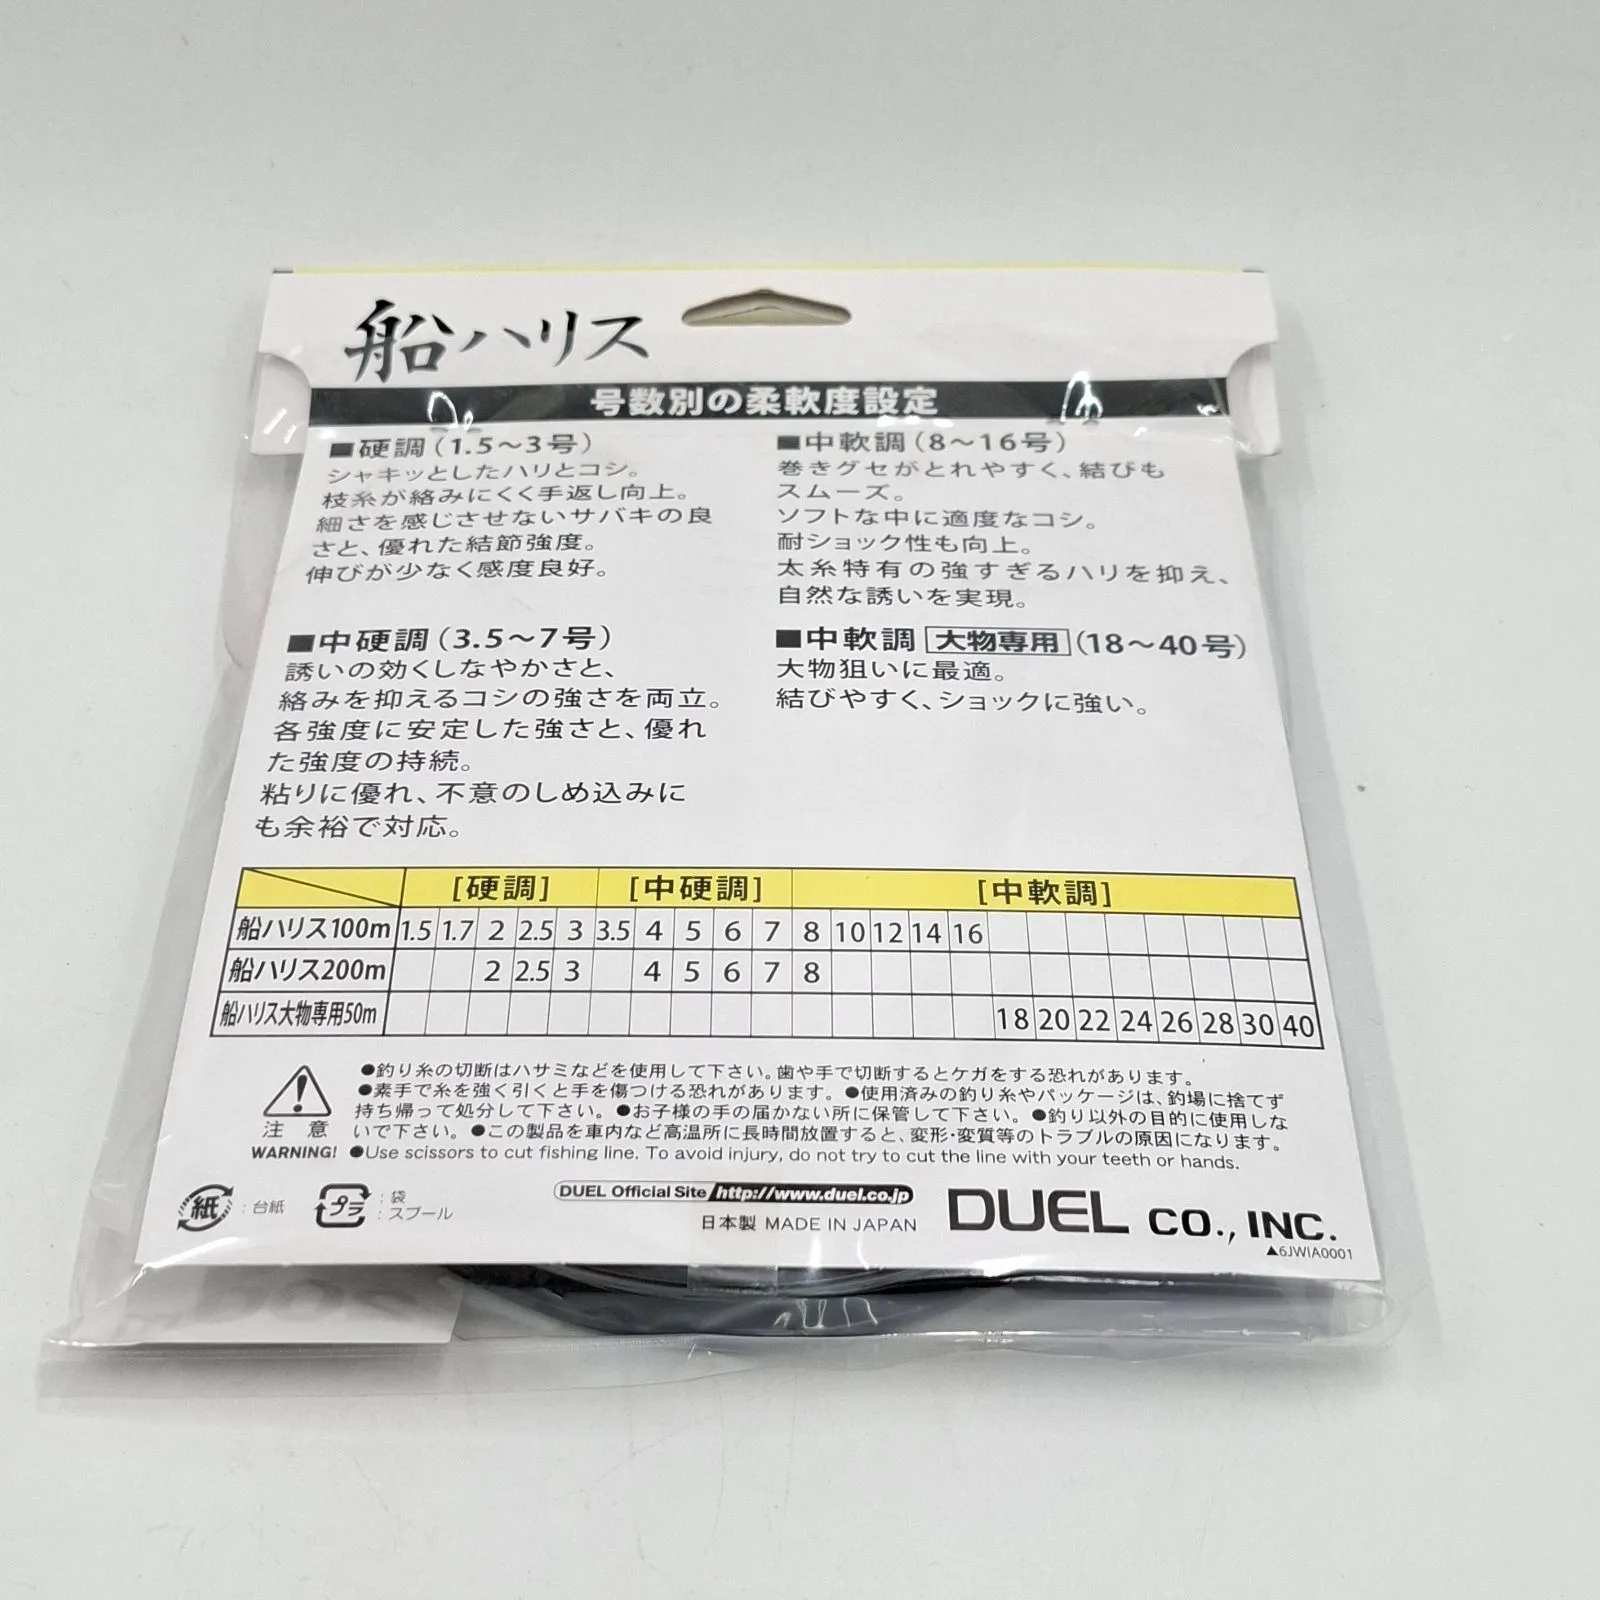 船ハリス
号数別の柔軟度設定
■硬調(1.5〜3号)
シャキッとしたハリとコシ。
枝糸が絡みにくく手返し向上。
細さを感じさせないサバキの良
さと、優れた結節強度。
伸びが少なく感度良好。
■中硬調(3.5〜7号)
誘いの効くしなやかさと、
絡みを抑えるコシの強さを両立。
各強度に安定した強さと、優れ
た強度の持続。
粘りに優れ、不意のしめ込みに
も余裕で対応。
■中軟調(8〜16号)
巻きグセがとれやすく、結びも
スムーズ。
ソフトな中に適度なコシ。
耐ショック性も向上。
太糸特有の強すぎるハリを抑え、
自然な誘いを実現。
■中軟調 大物専用 (18〜40号)
大物狙いに最適。
結びやすく、ショックに強い。
[硬調] [中硬調] [中軟調]
船ハリス100m 1.5 1.7 2 2.5 3 3.5 4 5 6 7 8 10 12 14 16
船ハリス200m 2 2.5 3 4 5 6 7 8
船ハリス大物専用50m 18 20 22 24 26 28 30 40
注意
WARNING!
●釣り糸の切断はハサミなどを使用して下さい。歯や手で切断するとケガをする恐れがあります。
●素手で糸を強く引くと手を傷つける恐れがあります。●使用済みの釣り糸やパッケージは、釣場に捨てず
持ち帰って処分して下さい。●お子様の手の届かない所に保管して下さい。●釣り以外の目的に使用しな
いで下さい。●この製品を車内など高温所に長時間放置すると、変形・変質等のトラブルの原因になります。
●Use scissors to cut fishing line. To avoid injury, do not try to cut the line with your teeth or hands.
紙 : 台紙
プラ : 袋
: スプール
DUEL Official Site http://www.duel.co.jp
日本製 MADE IN JAPAN
DUEL CO., INC.
▲6JWIA0001